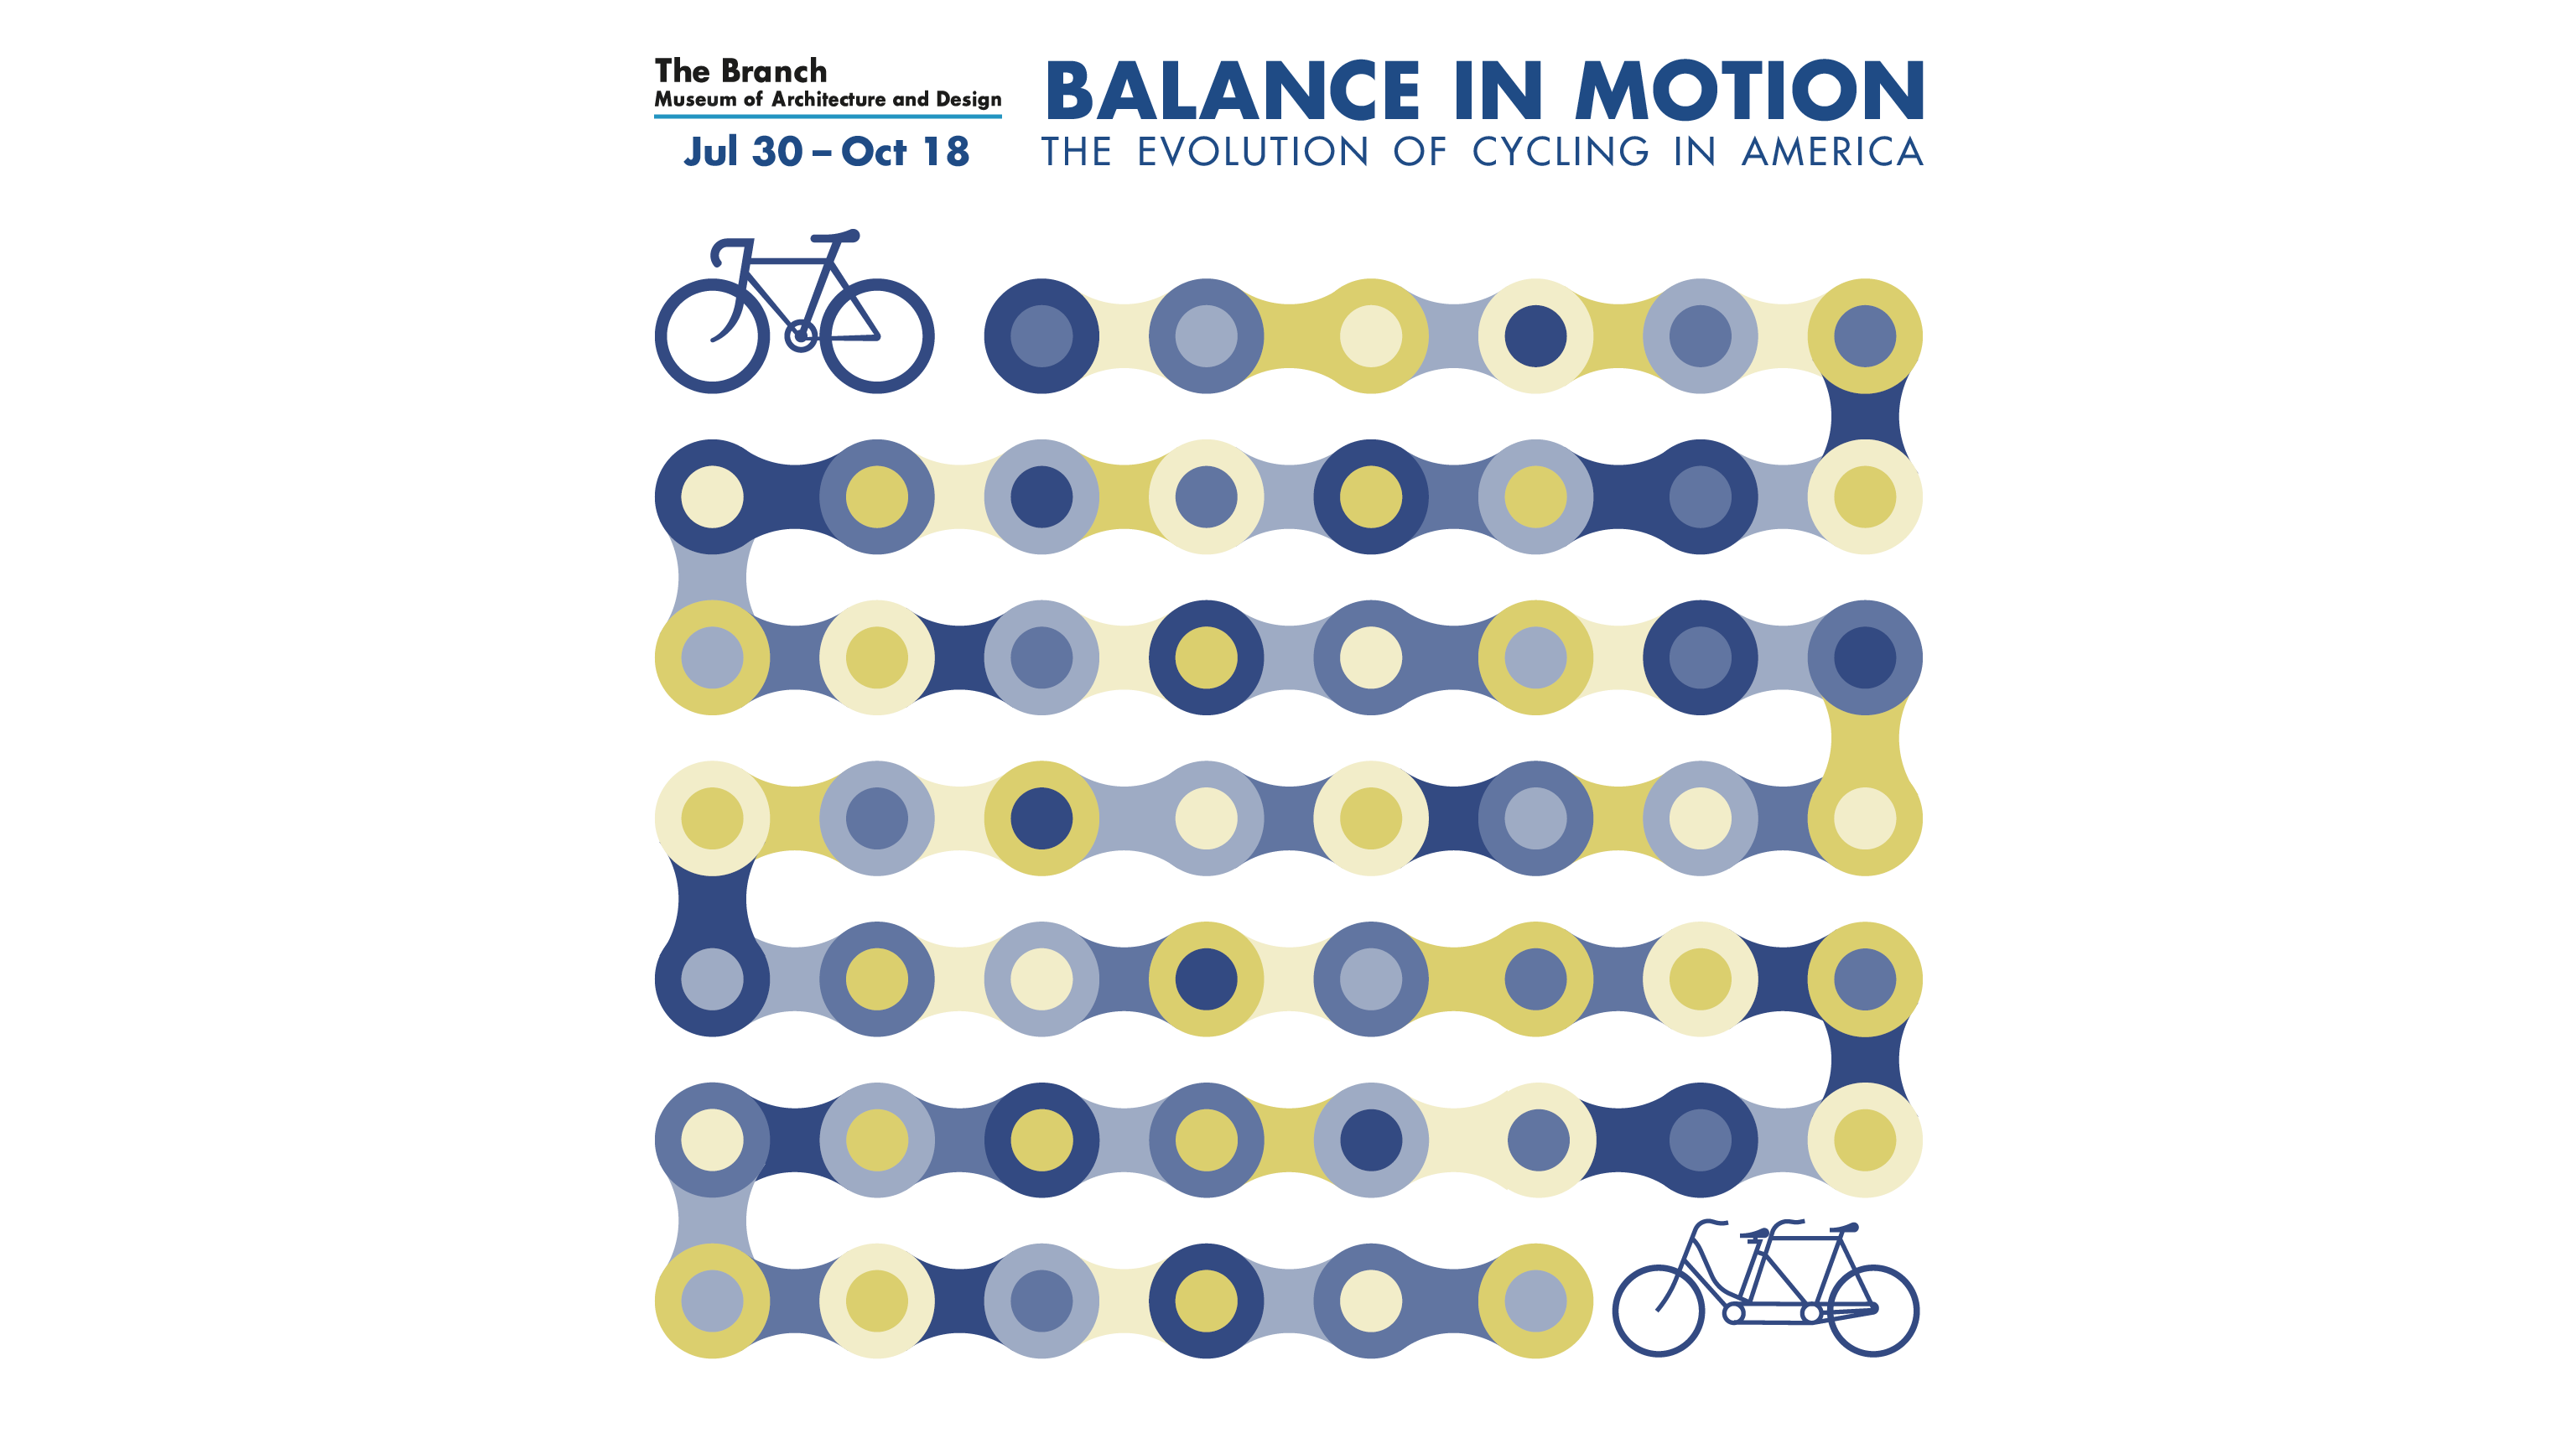 The Branch
Museum of Architecture and Design
Jul 30 – Oct 18
BALANCE IN MOTION
THE EVOLUTION OF CYCLING IN AMERICA